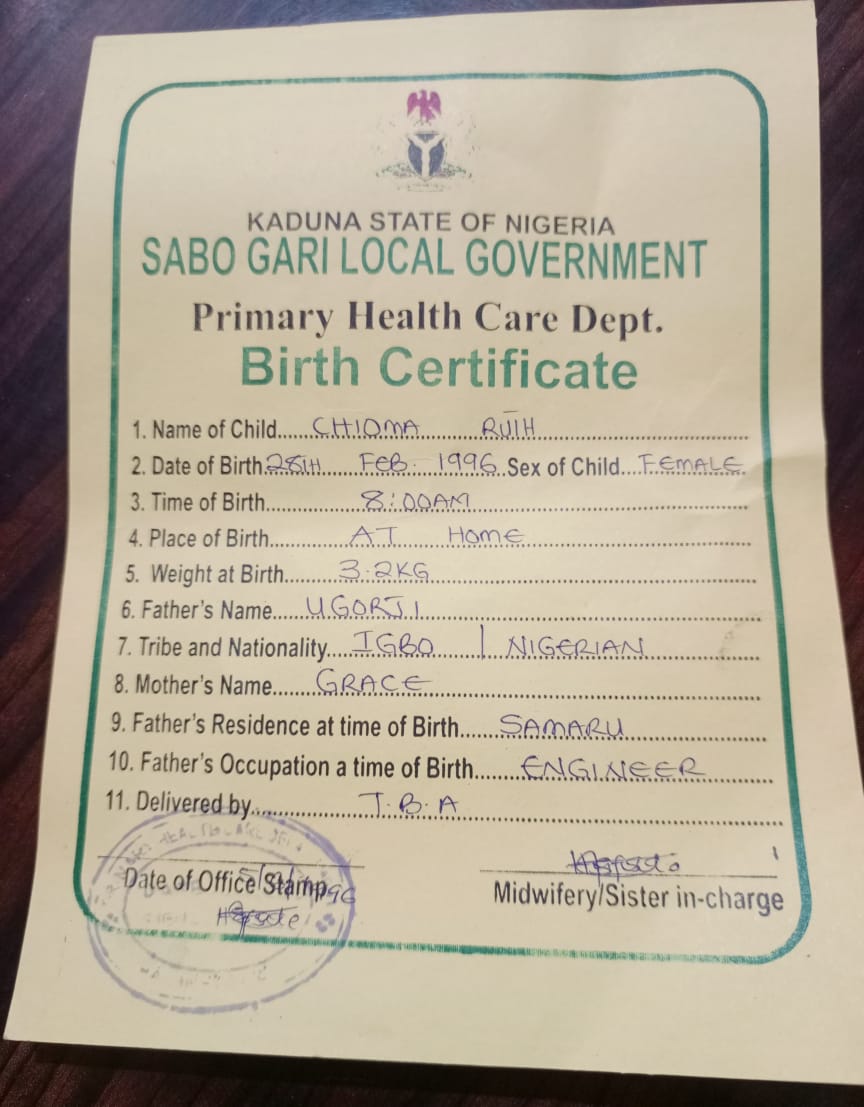 KADUNA STATE OF NIGERIA
SABO GARI LOCAL GOVERNMENT
Primary Health Care Dept.
Birth Certificate
1. Name of Child......CHIOMA..........RUTH............................................
2. Date of Birth 28TH....FEB. 1996. Sex of Child...FEMALE
3. Time of Birth...............8:00AM...........................................
4. Place of Birth............AT HOME.............................................
5. Weight at Birth........3.2KG......................................................
6. Father's Name.....UGORJI.......................................................
7. Tribe and Nationality....IGBO......| NIGERIAN.................
8. Mother's Name.......GRACE.....................................................
9. Father's Residence at time of Birth......SAMARU......................
10. Father's Occupation a time of Birth.......ENGINEER.............
11. Delivered by.................T.B.A.............................................
Date of Office Stamp
Midwifery/Sister in-charge